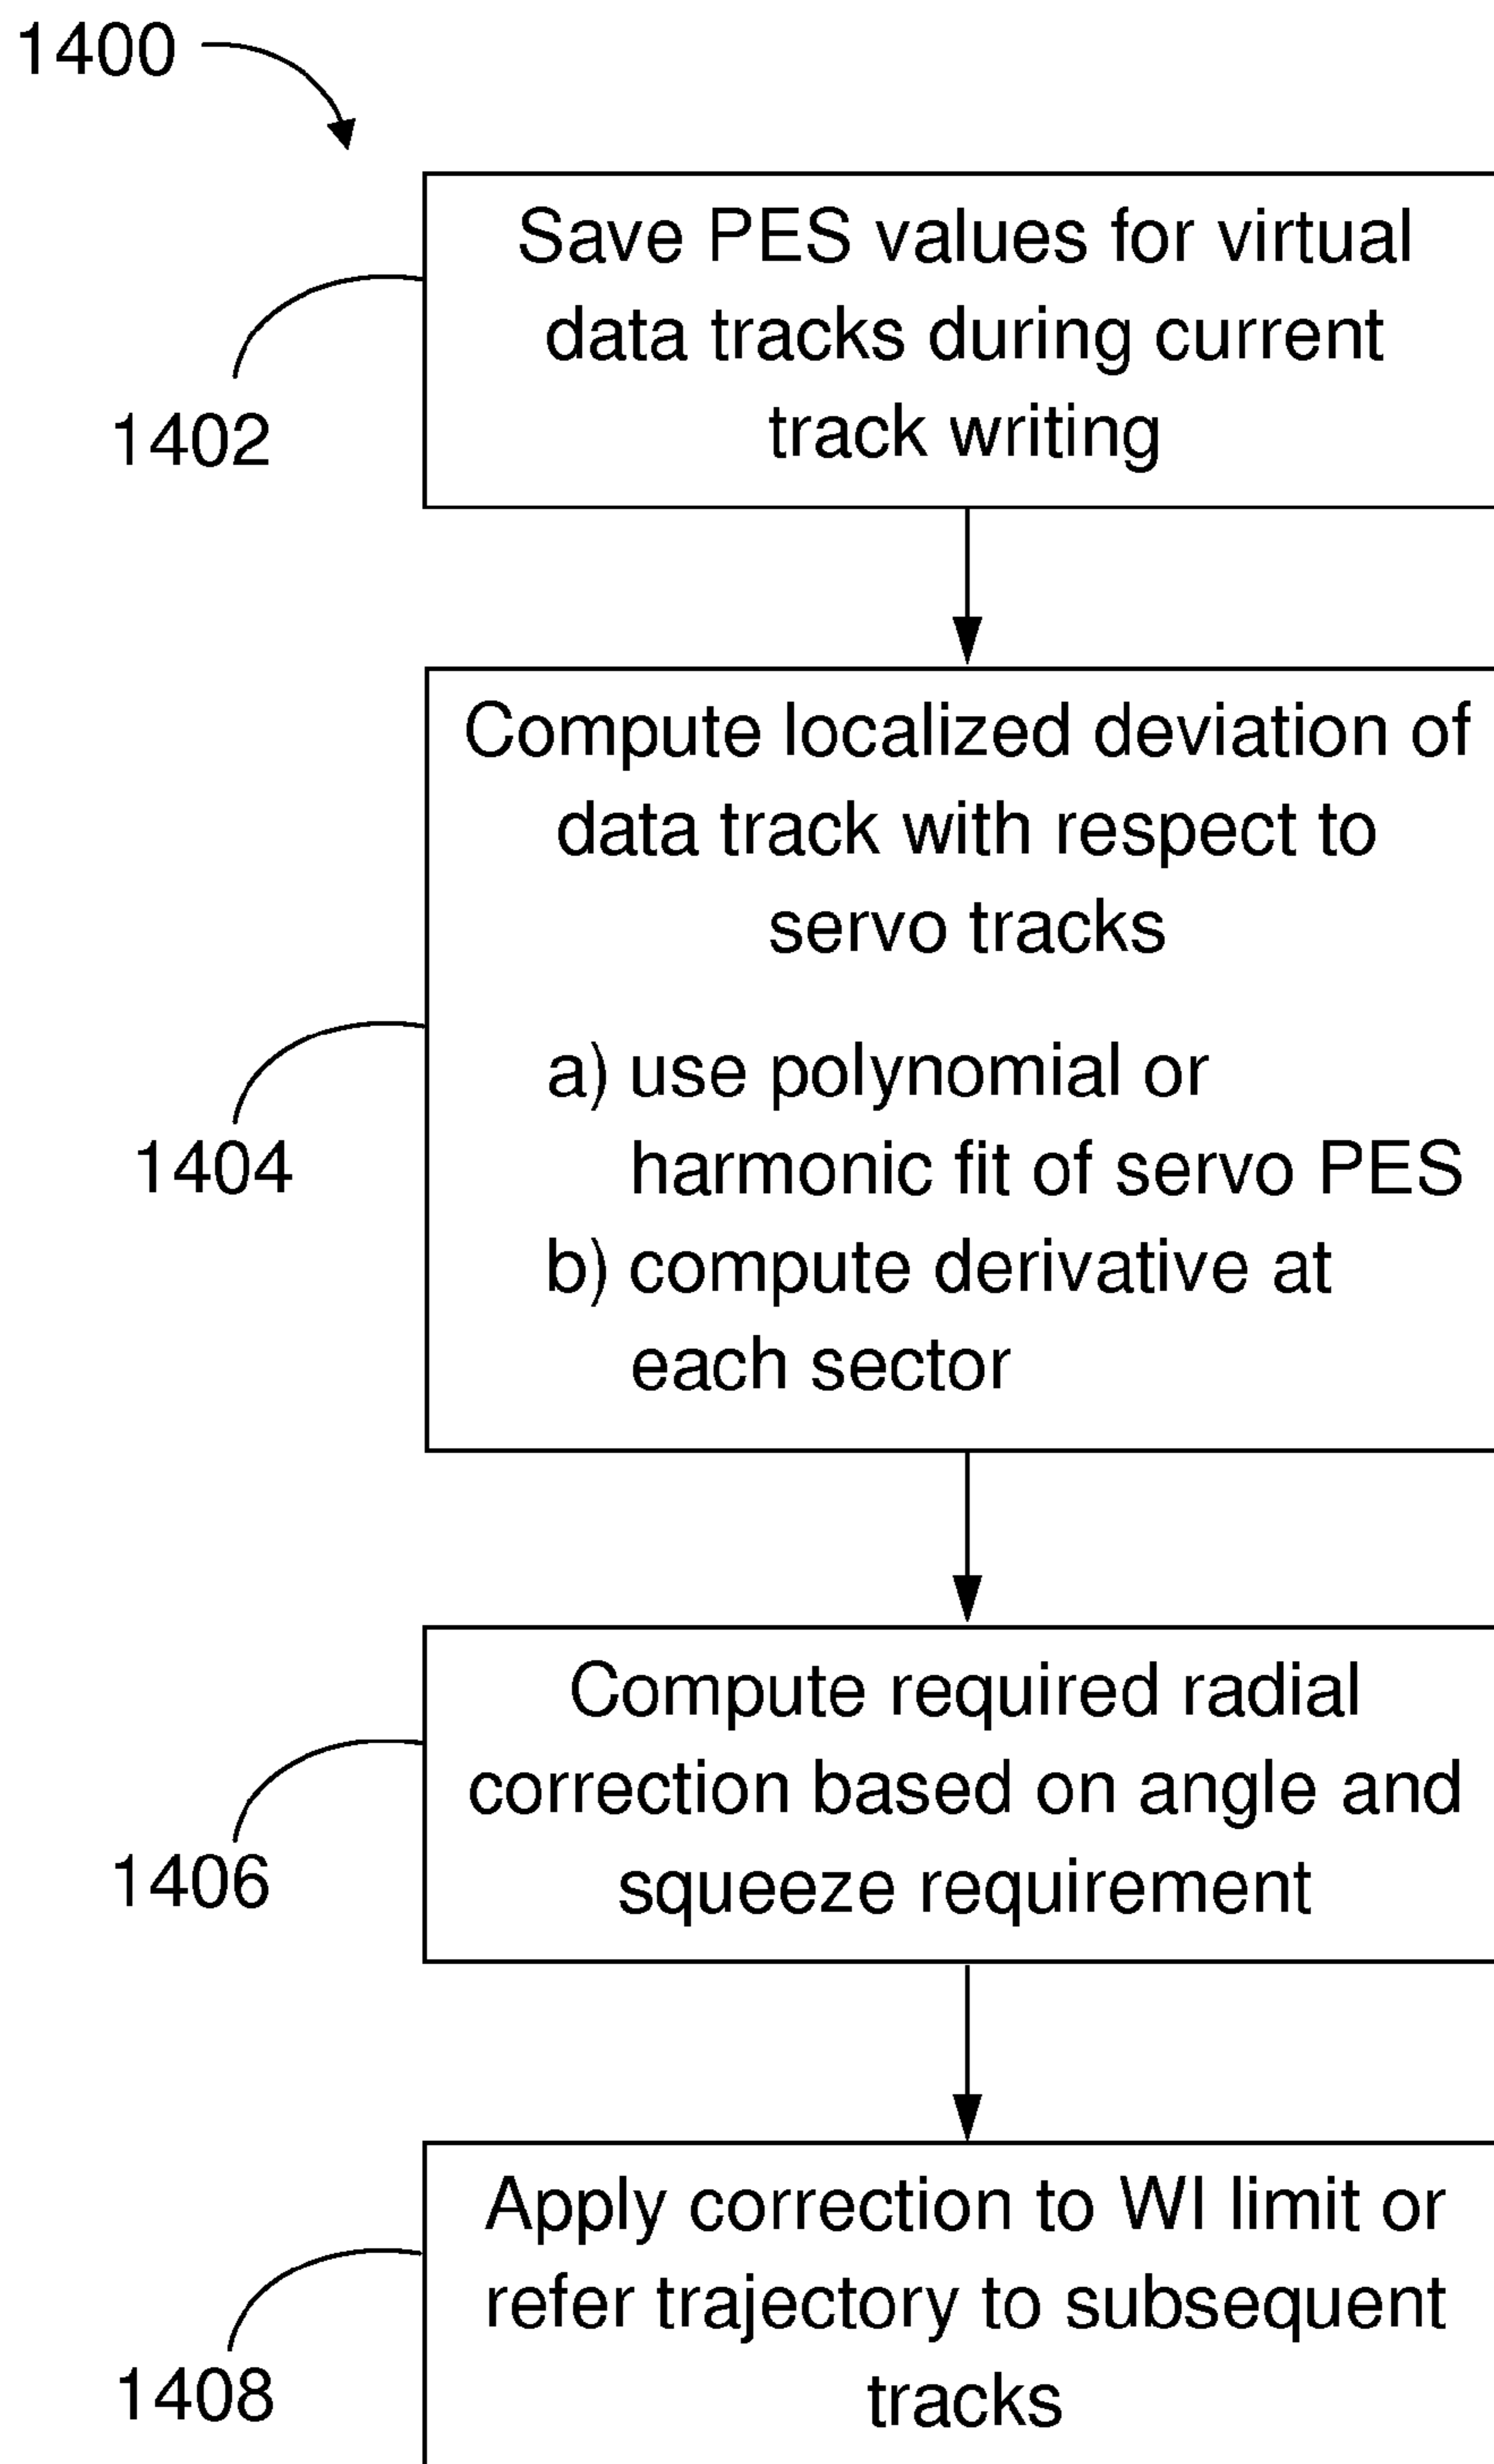 1400
Save PES values for virtual
data tracks during current
track writing
1402
Compute localized deviation of
data track with respect to
servo tracks
a) use polynomial or
harmonic fit of servo PES
b) compute derivative at
each sector
1404
Compute required radial
correction based on angle and
squeeze requirement
1406
Apply correction to WI limit or
refer trajectory to subsequent
tracks
1408